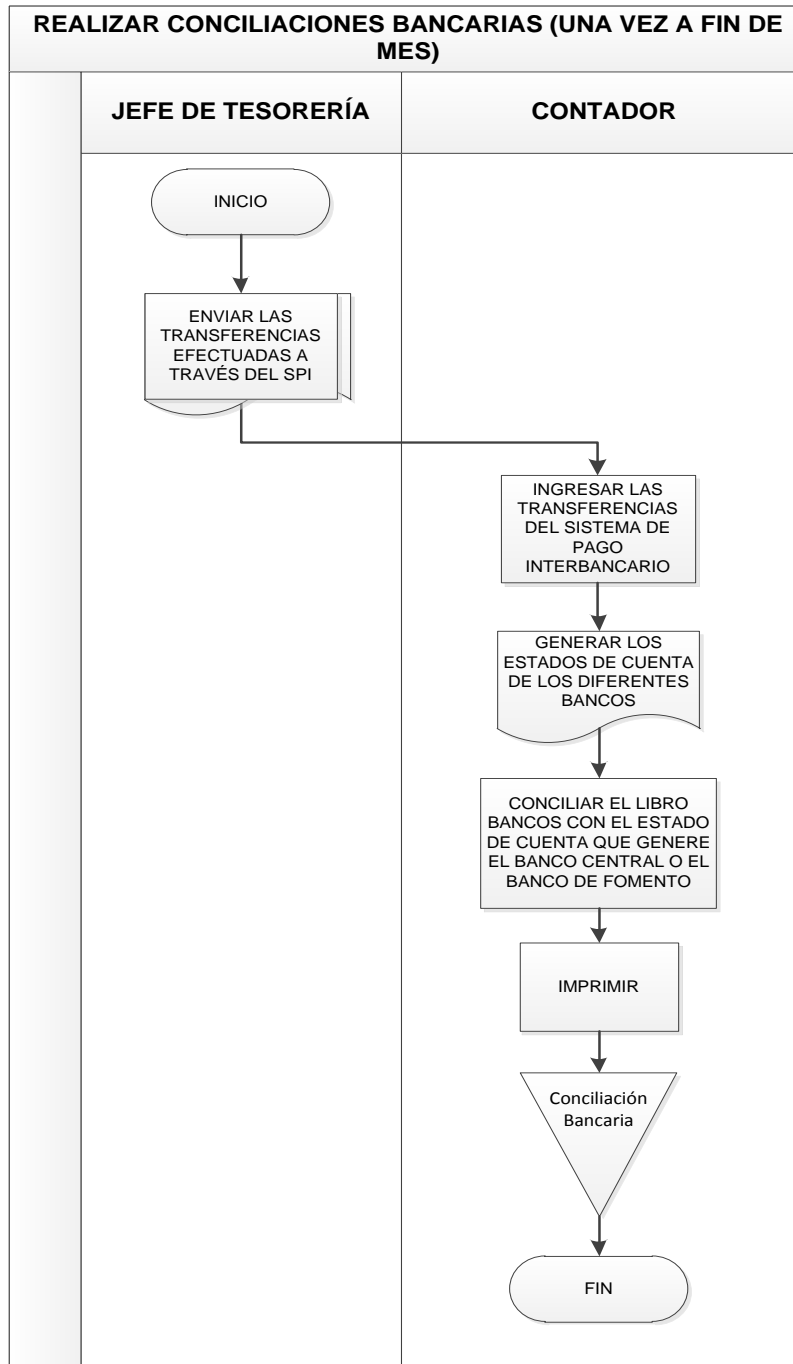 REALIZAR CONCILIACIONES BANCARIAS (UNA VEZ A FIN DE
MES)
JEFE DE TESORERÍA
CONTADOR
INICIO
ENVIAR LAS
TRANSFERENCIAS
EFECTUADAS A
TRAVÉS DEL SPI
INGRESAR LAS
TRANSFERENCIAS
DEL SISTEMA DE
PAGO
INTERBANCARIO
GENERAR LOS
ESTADOS DE CUENTA
DE LOS DIFERENTES
BANCOS
CONCILIAR EL LIBRO
BANCOS CON EL ESTADO
DE CUENTA QUE GENERE
EL BANCO CENTRAL O EL
BANCO DE FOMENTO
IMPRIMIR
Conciliación
Bancaria
FIN